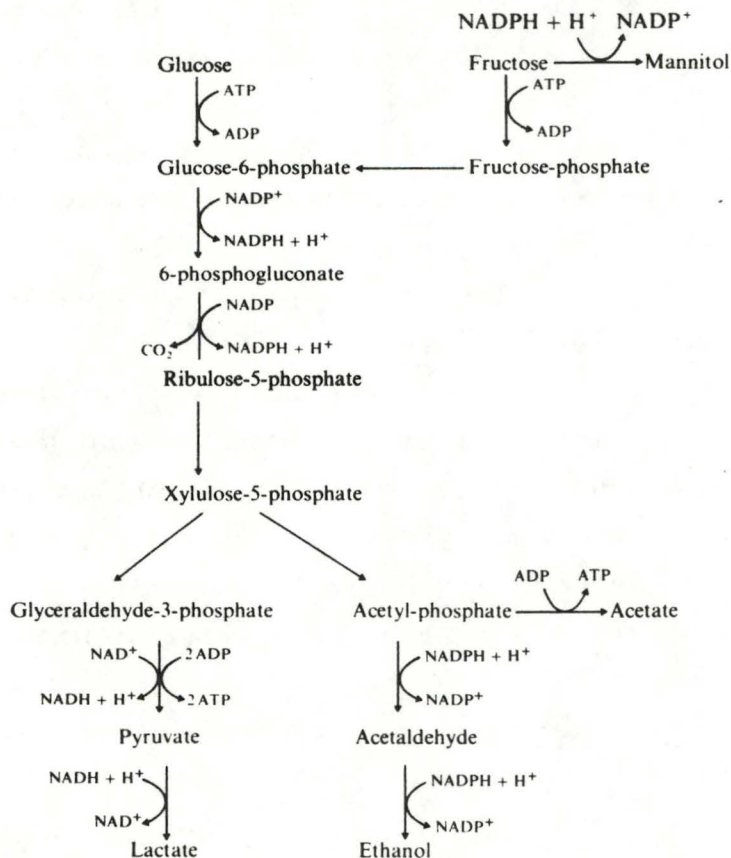 NADPH + H⁺ NADP⁺
Glucose Fructose Mannitol
ATP ATP
ADP ADP
Glucose-6-phosphate Fructose-phosphate
NADP⁺
NADPH + H⁺
6-phosphogluconate
NADP
CO₂ NADPH + H⁺
Ribulose-5-phosphate
Xylulose-5-phosphate
ADP ATP
Glyceraldehyde-3-phosphate Acetyl-phosphate Acetate
NAD⁺ 2ADP NADPH + H⁺
NADH + H⁺ 2ATP NADP⁺
Pyruvate Acetaldehyde
NADH + H⁺ NADPH + H⁺
NAD⁺ NADP⁺
Lactate Ethanol